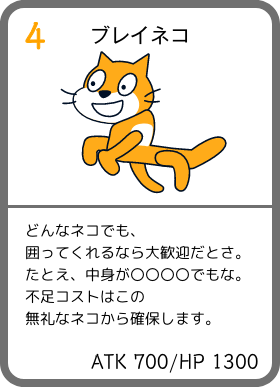 4
ブレイネコ
どんなネコでも、
囲ってくれるなら大歓迎だとさ。
たとえ、中身が〇〇〇〇でもな。
不足コストはこの
無礼なネコから確保します。
ATK 700/HP 1300